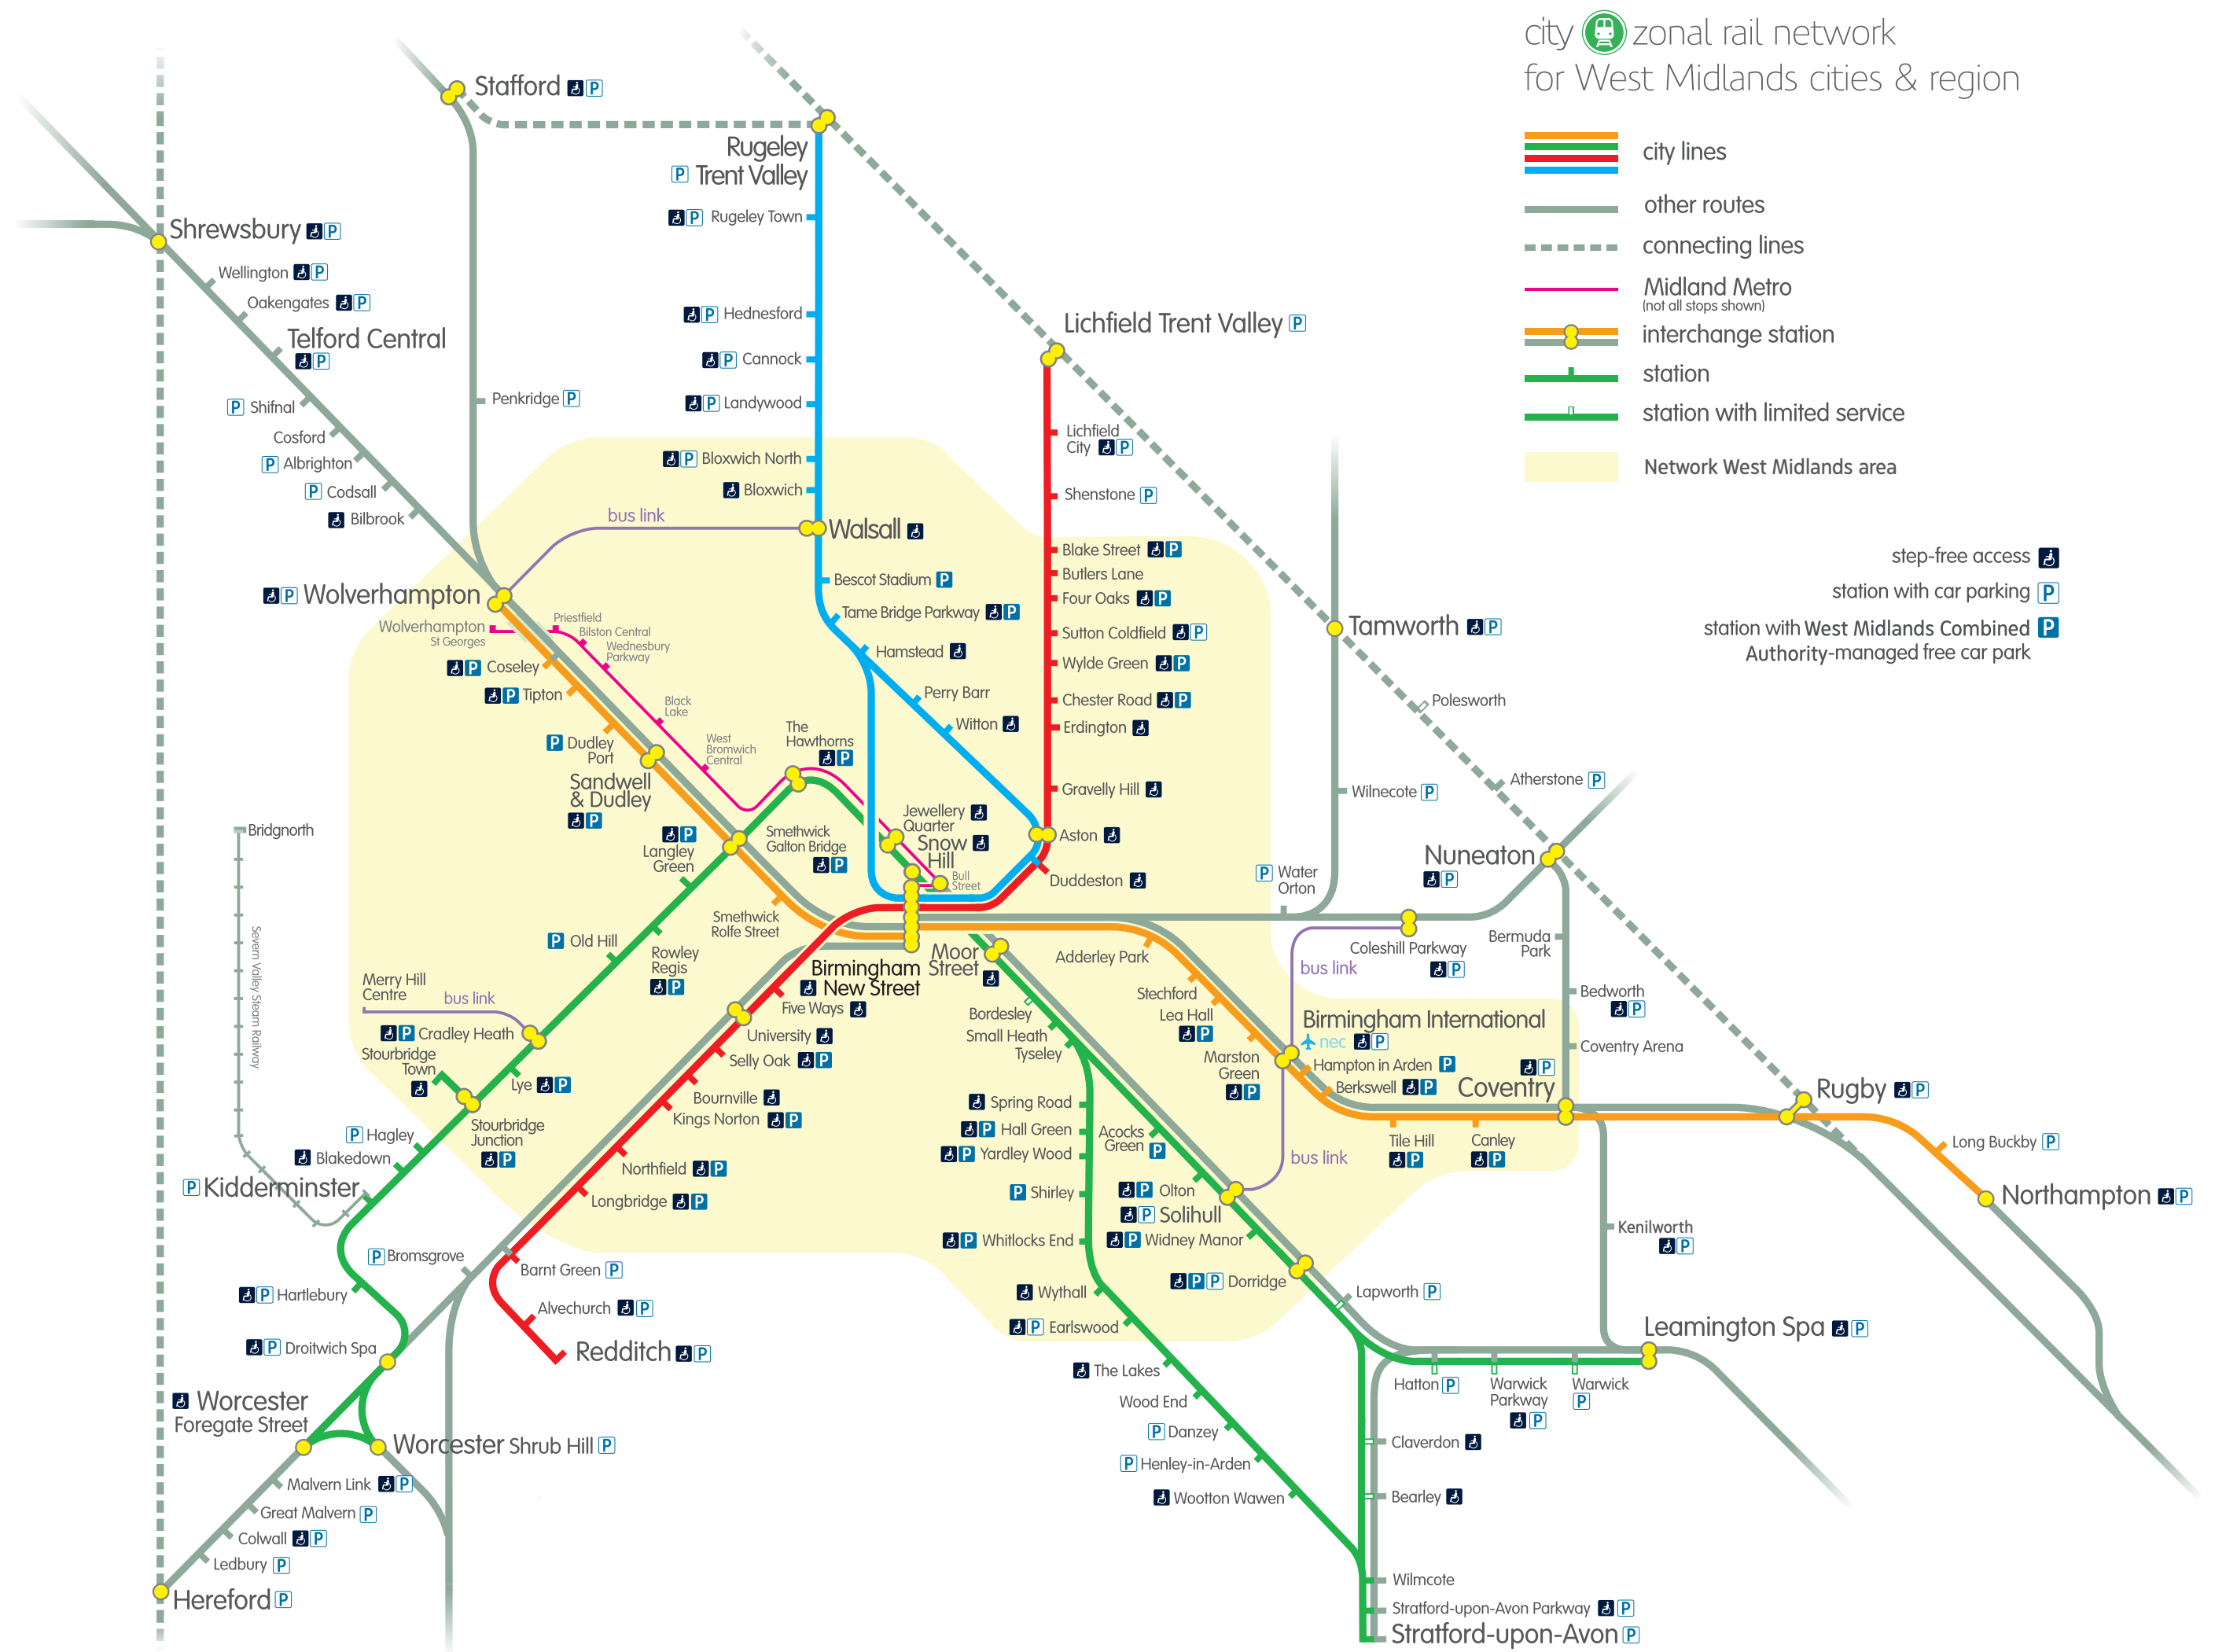 city zonal rail network
for West Midlands cities & region
city lines
other routes
connecting lines
Midland Metro
(not all stops shown)
interchange station
station
station with limited service
Network West Midlands area
step-free access
P
station with car parking P
station with West Midlands Combined P
Authority-managed free car park
Stafford P
Rugeley
P Trent Valley
P Rugeley Town
P Hednesford
P Cannock
P Landywood
P Bloxwich North
Bloxwich
Walsall
Bescot Stadium P
Tame Bridge Parkway P
Hamstead
Perry Barr
Witton
Shrewsbury P
Wellington P
Oakengates P
Telford Central
P
P Shifnal
Cosford
P Albrighton
P Codsall
Bilbrook
Penkridge P
bus link
P Wolverhampton
Wolverhampton
St Georges
Priestfield
Bilston Central
Wednesbury
Parkway
Black
Lake
West
Bromwich
Central
P Coseley
P Tipton
P Dudley
Port
Sandwell
& Dudley
P
The
Hawthorns
P
Jewellery
Quarter
Snow
Hill
Bull
Street
P
Langley
Green
Smethwick
Galton Bridge
P
Smethwick
Rolfe Street
P Old Hill
Rowley
Regis
P
Merry Hill
Centre
bus link
P Cradley Heath
Stourbridge
Town
Lye P
Stourbridge
Junction
P
P Hagley
Blakedown
P Kidderminster
Bridgnorth
Severn Valley Steam Railway
P Bromsgrove
P Hartlebury
P Droitwich Spa
Worcester
Foregate Street
Worcester Shrub Hill P
Malvern Link P
Great Malvern P
Colwall P
Ledbury P
Hereford P
Lichfield Trent Valley P
Lichfield
City P
Shenstone P
Blake Street P
Butlers Lane
Four Oaks P
Sutton Coldfield P
Wylde Green P
Chester Road P
Erdington
Gravelly Hill
Aston
Duddeston
Birmingham
New Street
Moor
Street
Five Ways
University
Selly Oak P
Bournville
Kings Norton P
Northfield P
Longbridge P
Barnt Green P
Alvechurch P
Redditch P
Tamworth P
Polesworth
Wilnecote P
Atherstone P
P Water
Orton
Nuneaton
P
Coleshill Parkway
P
Bermuda
Park
Bedworth
P
Coventry Arena
bus link
Adderley Park
Stechford
Lea Hall
P
Marston
Green
P
Birmingham International
nec P
Hampton in Arden P
Berkswell P
P
Coventry
Tile Hill
P
Canley
P
Rugby P
Long Buckby P
Northampton P
Bordesley
Small Heath
Tyseley
Spring Road
P Hall Green
P Yardley Wood
P Shirley
P Whitlocks End
Wythall
P Earlswood
The Lakes
Wood End
P Danzey
P Henley-in-Arden
Wootton Wawen
Acocks
Green P
P Olton
P Solihull
P Widney Manor
P P Dorridge
bus link
Lapworth P
Kenilworth
P
Leamington Spa P
Hatton P
Warwick
Parkway
P
Warwick
P
Claverdon
Bearley
Wilmcote
Stratford-upon-Avon Parkway P
Stratford-upon-Avon P